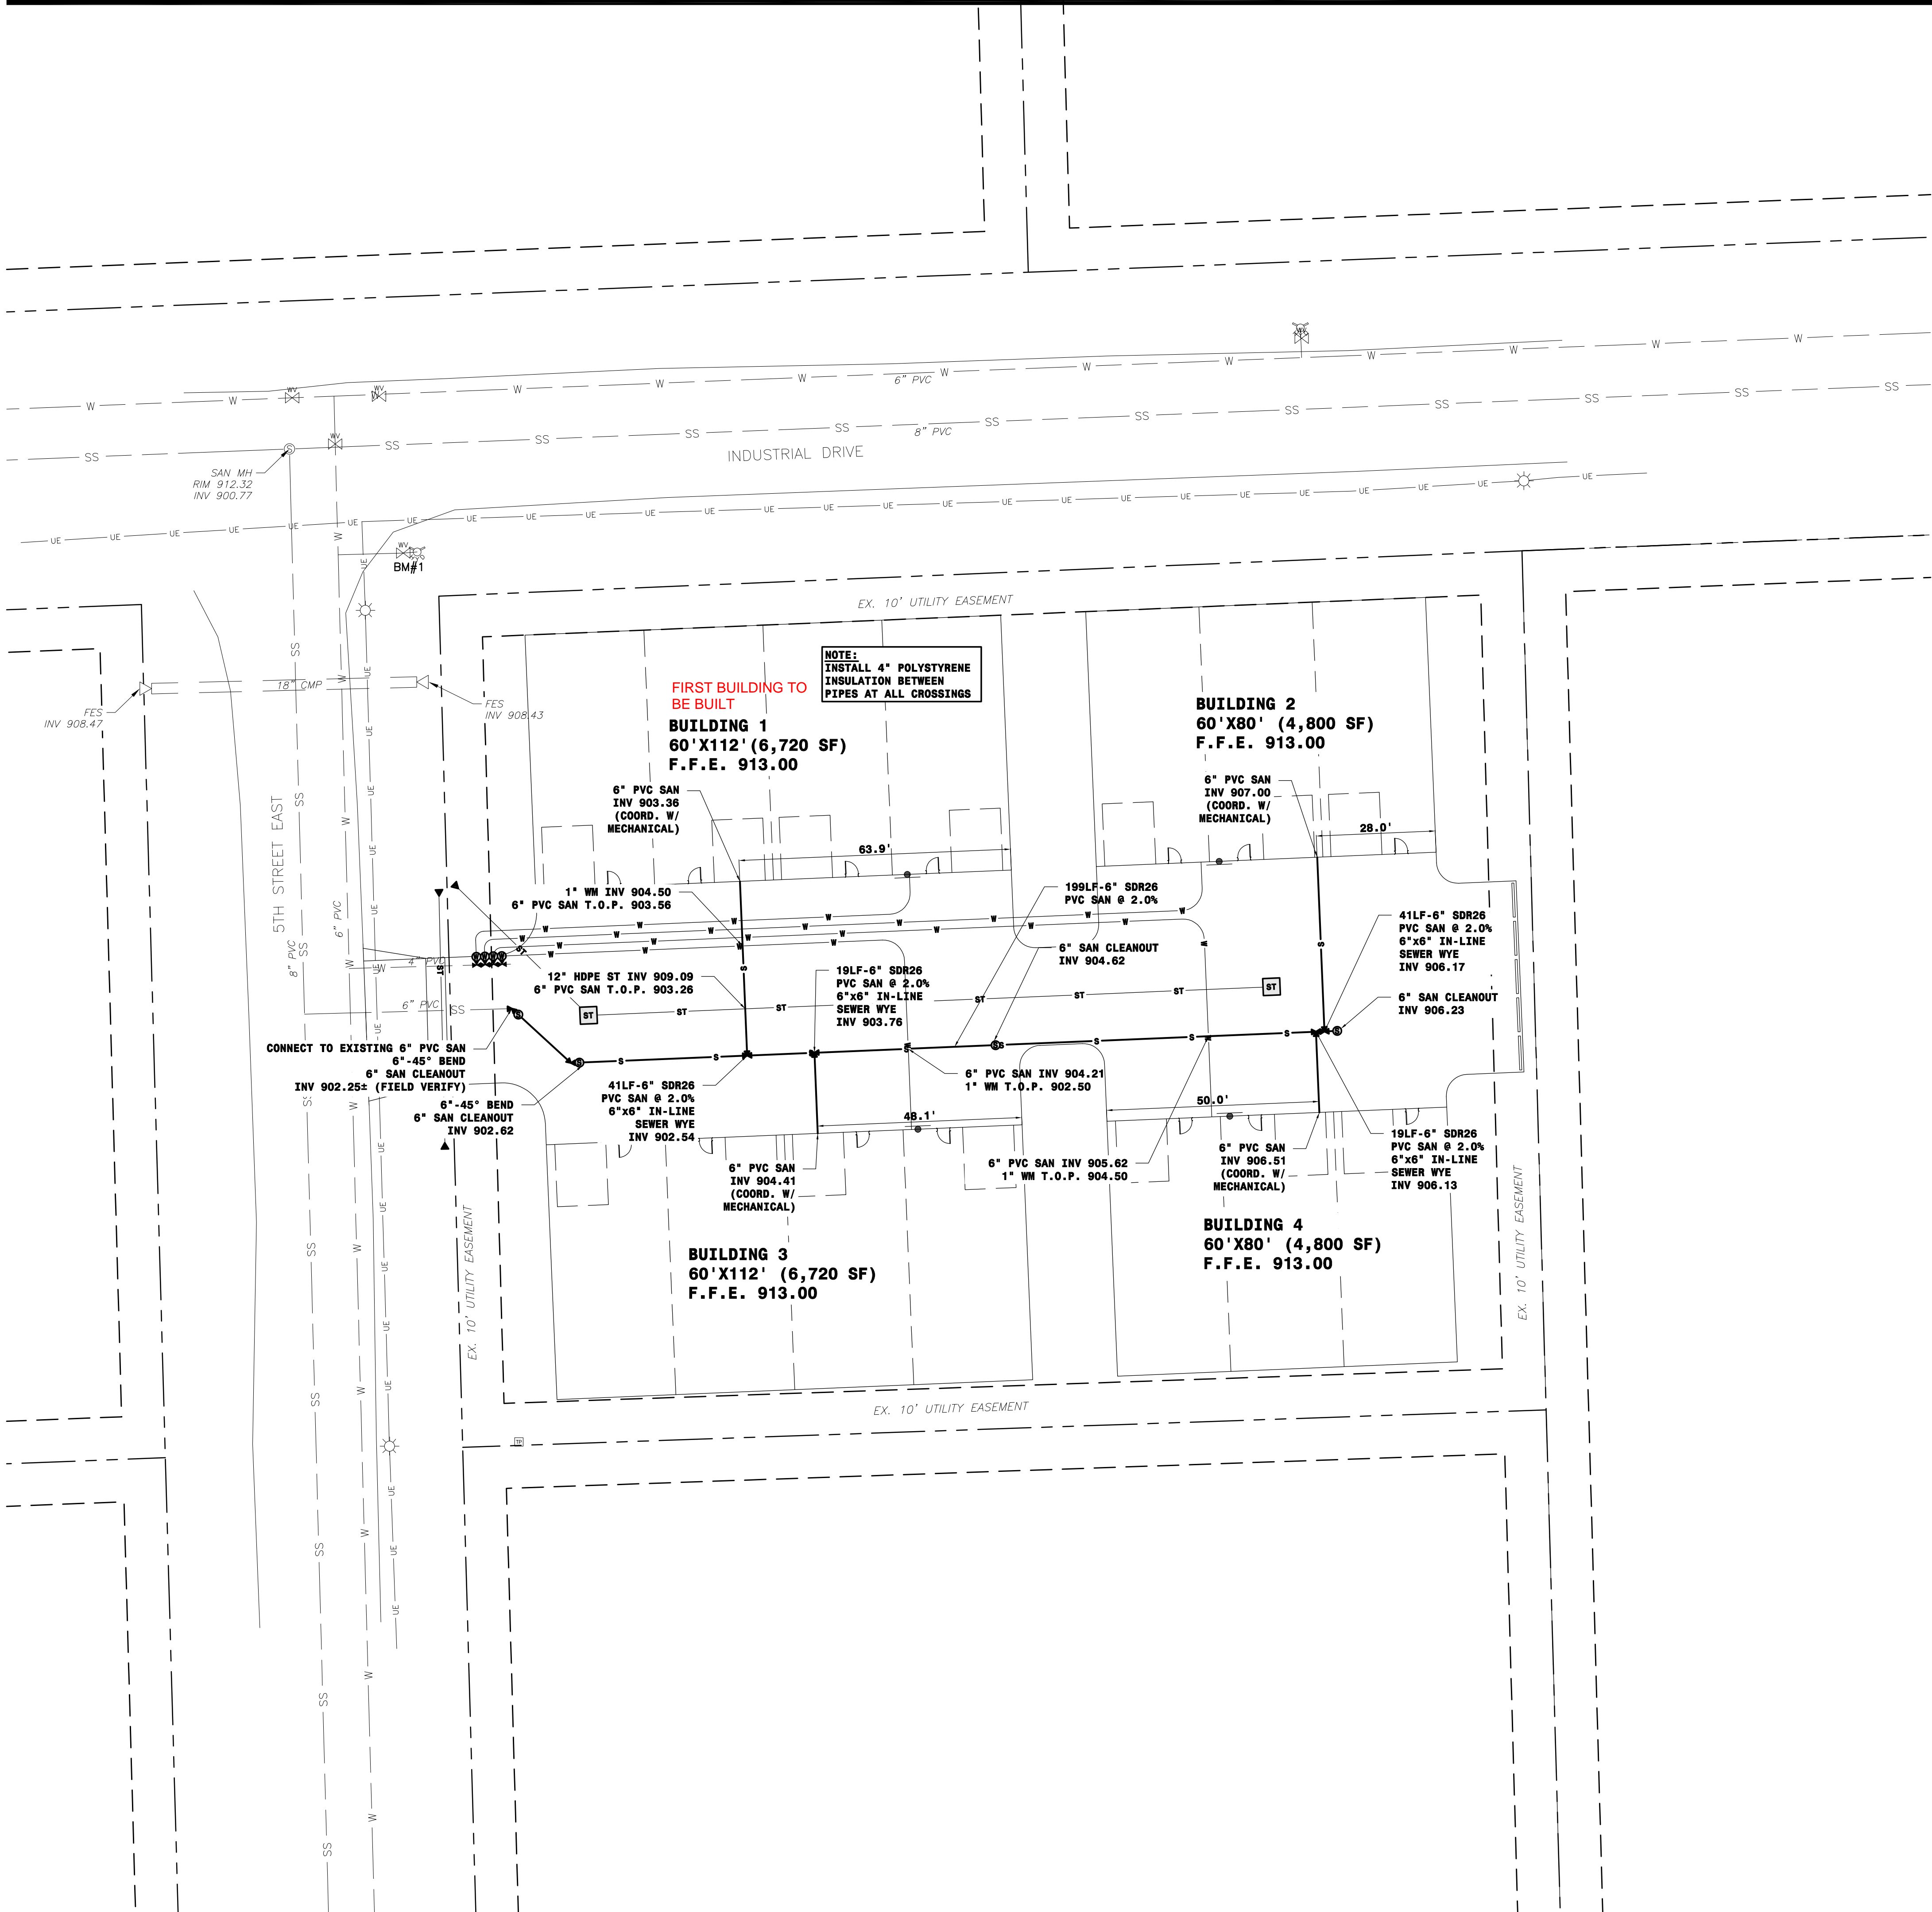 6" PVC
8" PVC
INDUSTRIAL DRIVE
SAN MH
RIM 912.32
INV 900.77
BM#1
EX. 10' UTILITY EASEMENT
18" CMP
FES
INV 908.47
FES
INV 908.43
NOTE:
INSTALL 4" POLYSTYRENE
INSULATION BETWEEN
PIPES AT ALL CROSSINGS
FIRST BUILDING TO
BE BUILT
BUILDING 1
60'X112'(6,720 SF)
F.F.E. 913.00
BUILDING 2
60'X80' (4,800 SF)
F.F.E. 913.00
6" PVC SAN
INV 903.36
(COORD. W/
MECHANICAL)
6" PVC SAN
INV 907.00
(COORD. W/
MECHANICAL)
63.9'
28.0'
5TH STREET EAST
8" PVC
6" PVC
1" WM INV 904.50
6" PVC SAN T.O.P. 903.56
199LF-6" SDR26
PVC SAN @ 2.0%
41LF-6" SDR26
PVC SAN @ 2.0%
6"x6" IN-LINE
SEWER WYE
INV 906.17
6" SAN CLEANOUT
INV 904.62
4" PVC
12" HDPE ST INV 909.09
6" PVC SAN T.O.P. 903.26
19LF-6" SDR26
PVC SAN @ 2.0%
6"x6" IN-LINE
SEWER WYE
INV 903.76
6" SAN CLEANOUT
INV 906.23
ST
ST
6" PVC
CONNECT TO EXISTING 6" PVC SAN
6"-45° BEND
6" SAN CLEANOUT
INV 902.25± (FIELD VERIFY)
6"-45° BEND
6" SAN CLEANOUT
INV 902.62
41LF-6" SDR26
PVC SAN @ 2.0%
6"x6" IN-LINE
SEWER WYE
INV 902.54
6" PVC SAN INV 904.21
1" WM T.O.P. 902.50
48.1'
50.0'
6" PVC SAN
INV 904.41
(COORD. W/
MECHANICAL)
6" PVC SAN INV 905.62
1" WM T.O.P. 904.50
6" PVC SAN
INV 906.51
(COORD. W/
MECHANICAL)
19LF-6" SDR26
PVC SAN @ 2.0%
6"x6" IN-LINE
SEWER WYE
INV 906.13
BUILDING 3
60'X112' (6,720 SF)
F.F.E. 913.00
BUILDING 4
60'X80' (4,800 SF)
F.F.E. 913.00
EX. 10' UTILITY EASEMENT
EX. 10' UTILITY EASEMENT
EX. 10' UTILITY EASEMENT